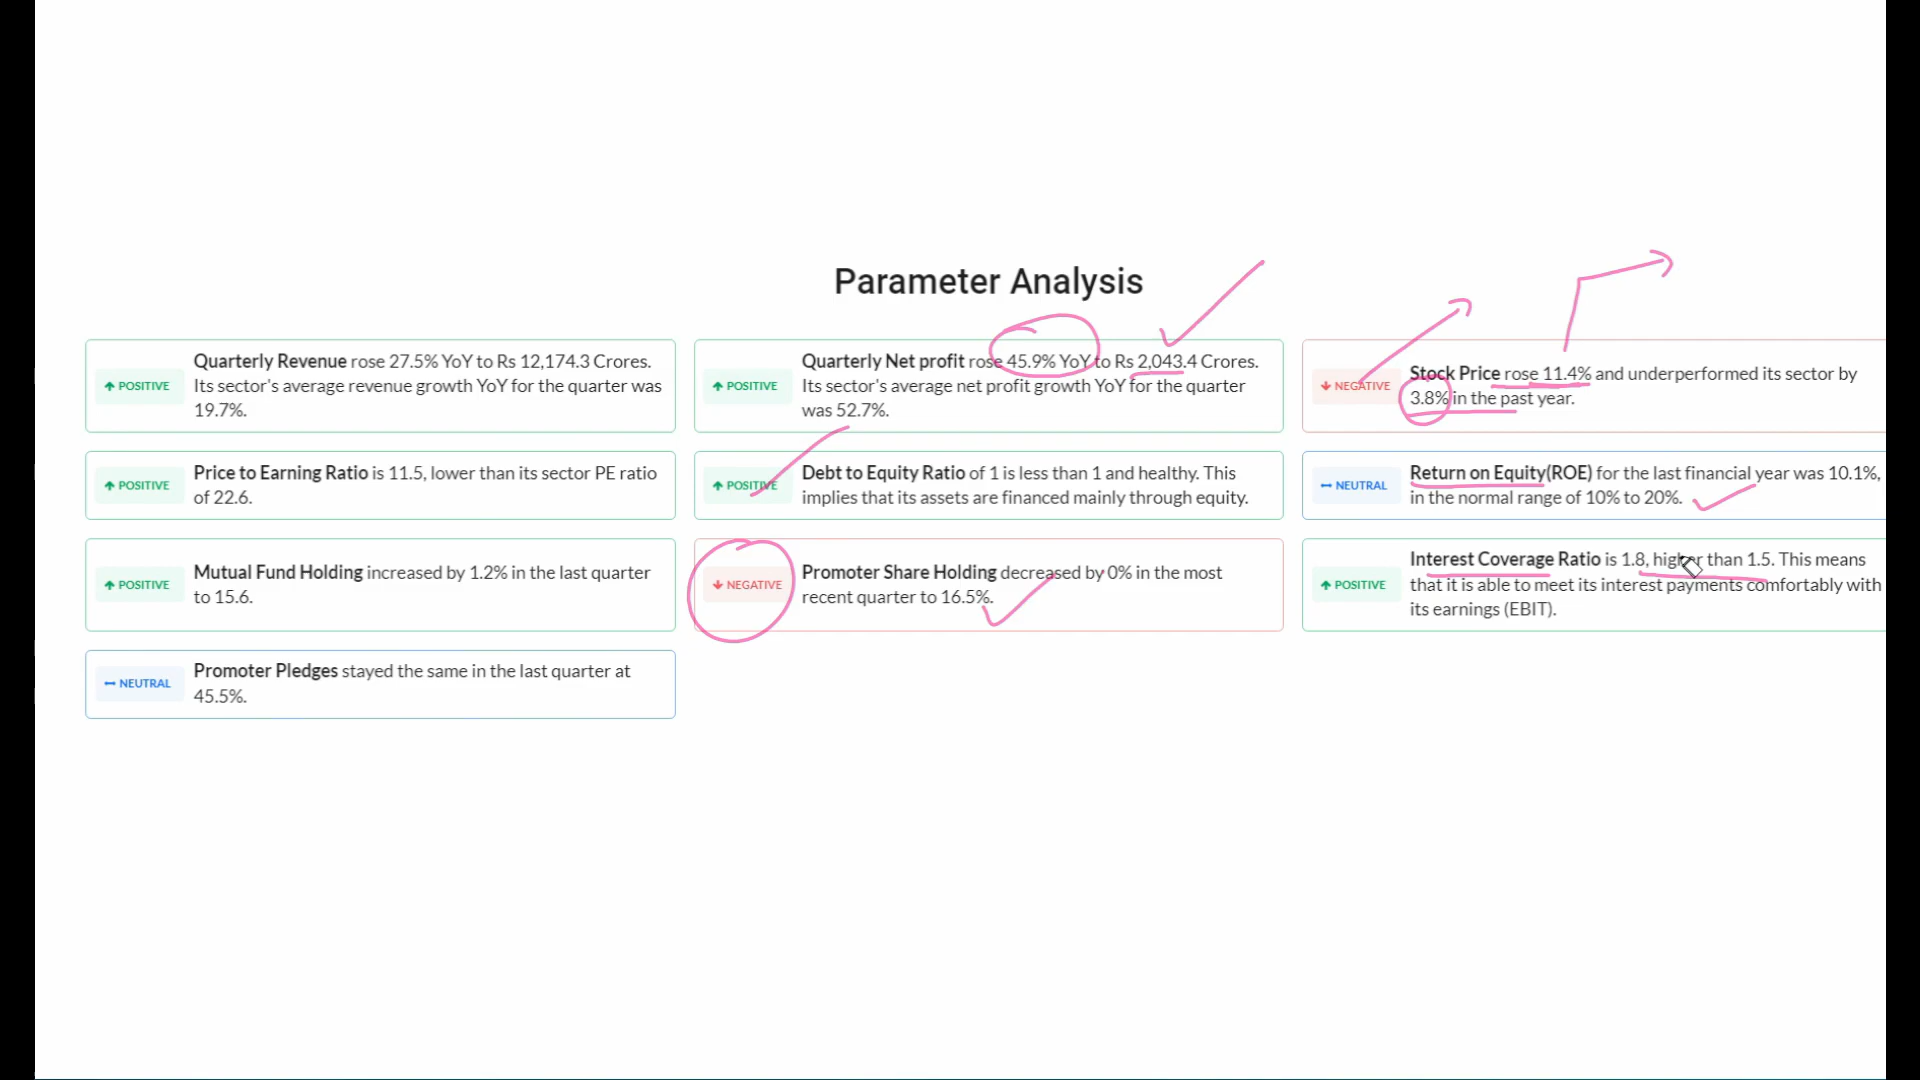 Parameter Analysis
POSITIVE
Quarterly Revenue rose 27.5% YoY to Rs 12,174.3 Crores.
Its sector's average revenue growth YoY for the quarter was
19.7%.
POSITIVE
Quarterly Net profit rose 45.9% YoY to Rs 2,043.4 Crores.
Its sector's average net profit growth YoY for the quarter
was 52.7%.
NEGATIVE
Stock Price rose 11.4% and underperformed its sector by
3.8% in the past year.
POSITIVE
Price to Earning Ratio is 11.5, lower than its sector PE ratio
of 22.6.
POSITIVE
Debt to Equity Ratio of 1 is less than 1 and healthy. This
implies that its assets are financed mainly through equity.
NEUTRAL
Return on Equity(ROE) for the last financial year was 10.1%,
in the normal range of 10% to 20%.
POSITIVE
Mutual Fund Holding increased by 1.2% in the last quarter
to 15.6.
NEGATIVE
Promoter Share Holding decreased by 0% in the most
recent quarter to 16.5%.
POSITIVE
Interest Coverage Ratio is 1.8, higher than 1.5. This means
that it is able to meet its interest payments comfortably with
its earnings (EBIT).
NEUTRAL
Promoter Pledges stayed the same in the last quarter at
45.5%.